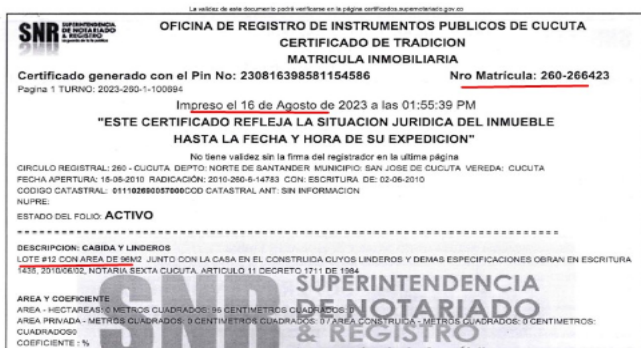 La validez de este documento podrá verificarse en la página certificados.supernotariado.gov.co
SNR SUPERINTENDENCIA DE NOTARIADO & REGISTRO
OFICINA DE REGISTRO DE INSTRUMENTOS PUBLICOS DE CUCUTA
CERTIFICADO DE TRADICION
MATRICULA INMOBILIARIA
Certificado generado con el Pin No: 230816398581154586 Nro Matrícula: 260-266423
Pagina 1 TURNO: 2023-260-1-100694
Impreso el 16 de Agosto de 2023 a las 01:55:39 PM
"ESTE CERTIFICADO REFLEJA LA SITUACION JURIDICA DEL INMUEBLE
HASTA LA FECHA Y HORA DE SU EXPEDICION"
No tiene validez sin la firma del registrador en la ultima página
CIRCULO REGISTRAL: 260 - CUCUTA DEPTO: NORTE DE SANTANDER MUNICIPIO: SAN JOSE DE CUCUTA VEREDA: CUCUTA
FECHA APERTURA: 18-06-2010 RADICACIÓN: 2010-260-6-14783 CON: ESCRITURA DE: 02-06-2010
CODIGO CATASTRAL: 011102690057000COD CATASTRAL ANT: SIN INFORMACION
NUPRE:
ESTADO DEL FOLIO: ACTIVO
DESCRIPCION: CABIDA Y LINDEROS
LOTE #12 CON AREA DE 96M2 JUNTO CON LA CASA EN EL CONSTRUIDA CUYOS LINDEROS Y DEMAS ESPECIFICACIONES OBRAN EN ESCRITURA
1435, 2010/06/02, NOTARIA SEXTA CUCUTA. ARTICULO 11 DECRETO 1711 DE 1984
SNR SUPERINTENDENCIA
DE NOTARIADO
& REGISTRO
AREA Y COEFICIENTE
AREA - HECTAREAS: 0 METROS CUADRADOS: 96 CENTIMETROS CUADRADOS: 0
AREA PRIVADA - METROS CUADRADOS: 0 CENTIMETROS CUADRADOS: 0 / AREA CONSTRUIDA - METROS CUADRADOS: 0 CENTIMETROS:
CUADRADOS0
COEFICIENTE : %